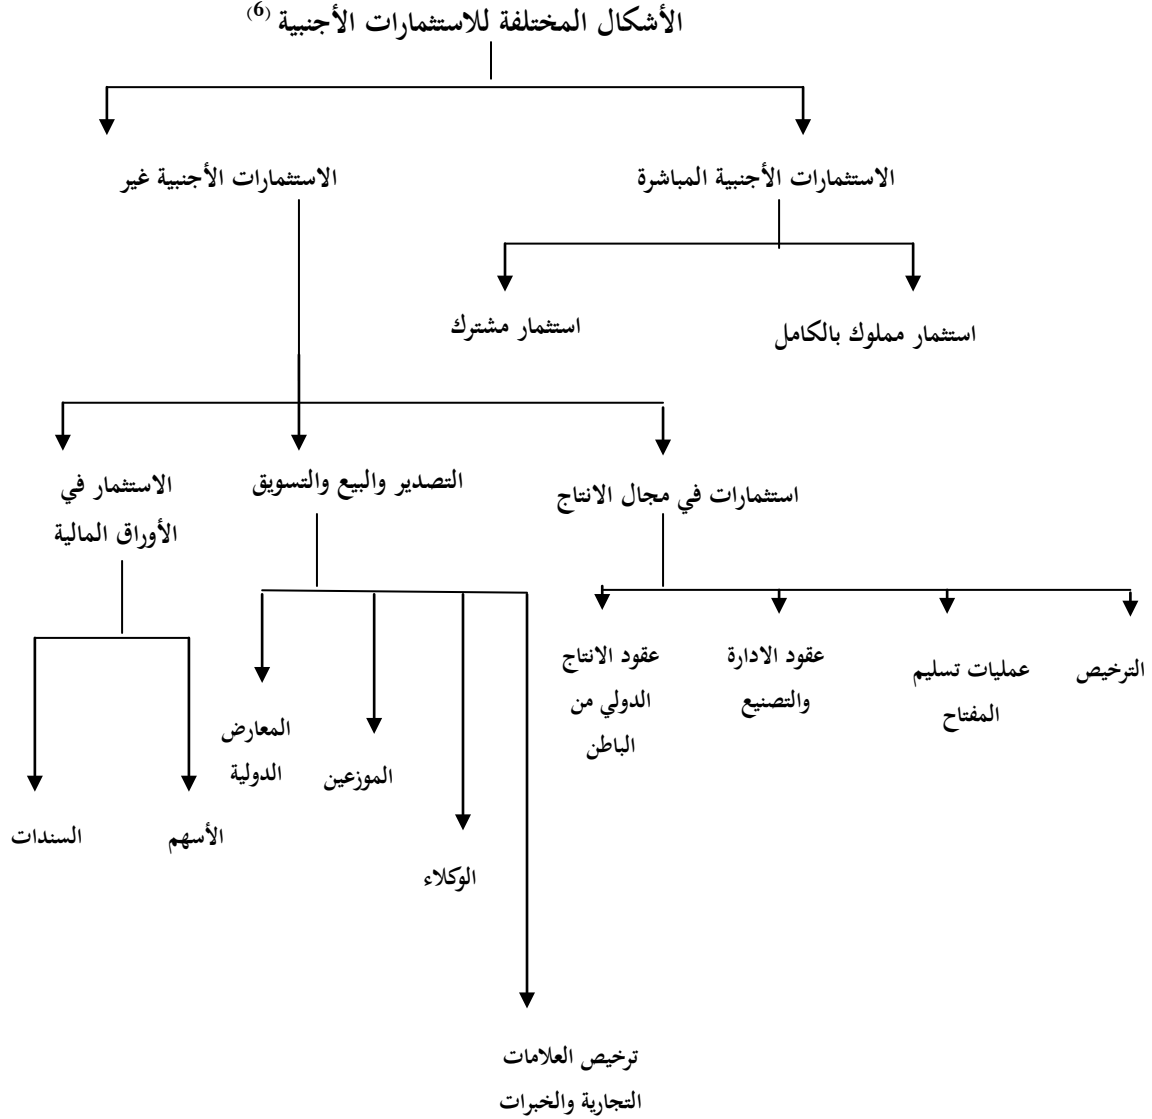 الأشكال المختلفة للاستثمارات الأجنبية (6)
الاستثمارات الأجنبية المباشرة
الاستثمارات الأجنبية غير
استثمار مملوك بالكامل
استثمار مشترك
استثمارات في مجال الانتاج
التصدير والبيع والتسويق
الاستثمار في
الأوراق المالية
الترخيص
عمليات تسليم
المفتاح
عقود الادارة
والتصنيع
عقود الانتاج
الدولي من
الباطن
المعارض
الدولية
الموزعين
الوكلاء
ترخيص العلامات
التجارية والخبرات
الأسهم
السندات